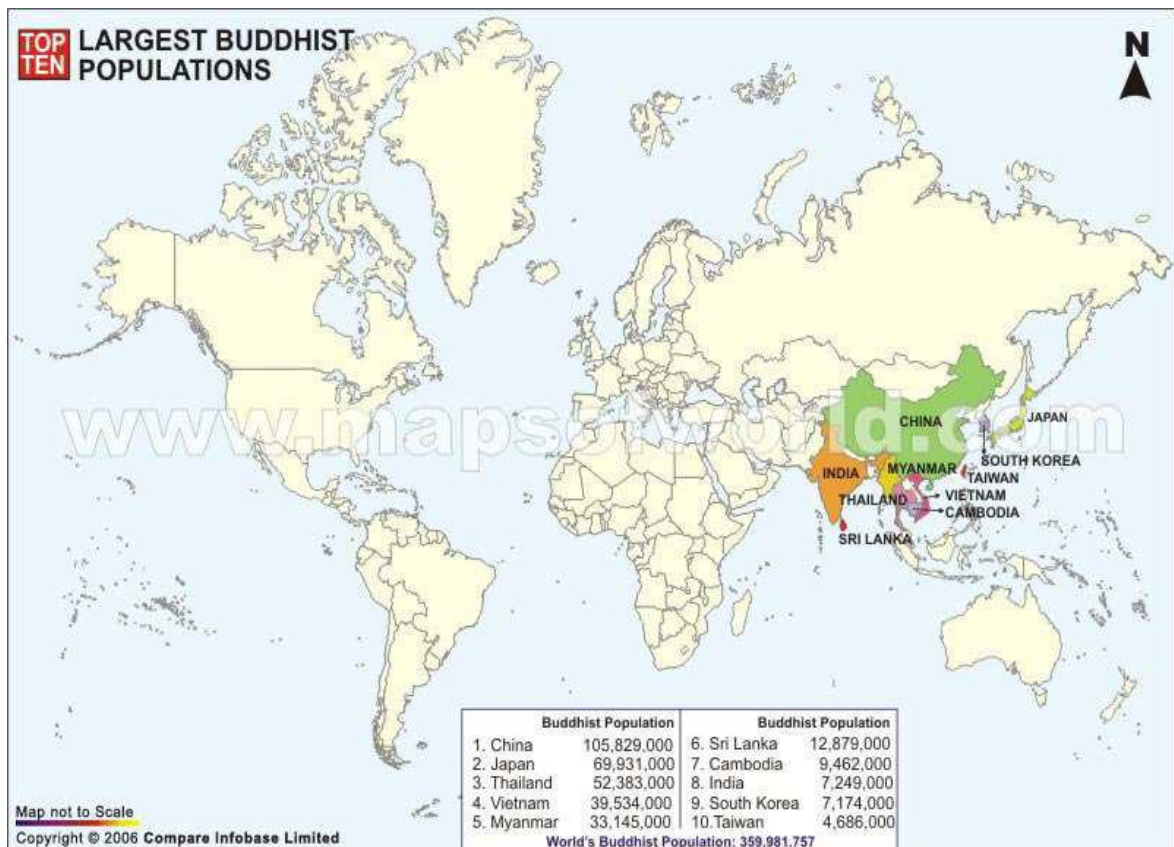 TOP
TEN
LARGEST BUDDHIST
POPULATIONS
N
www.mapsofworld.com
CHINA
JAPAN
SOUTH KOREA
INDIA
MYANMAR
TAIWAN
THAILAND
VIETNAM
CAMBODIA
SRI LANKA
Buddhist Population
1. China 105,829,000
2. Japan 69,931,000
3. Thailand 52,383,000
4. Vietnam 39,534,000
5. Myanmar 33,145,000
Buddhist Population
6. Sri Lanka 12,879,000
7. Cambodia 9,462,000
8. India 7,249,000
9. South Korea 7,174,000
10.Taiwan 4,686,000
World's Buddhist Population: 359,981,757
Map not to Scale
Copyright © 2006 Compare Infobase Limited